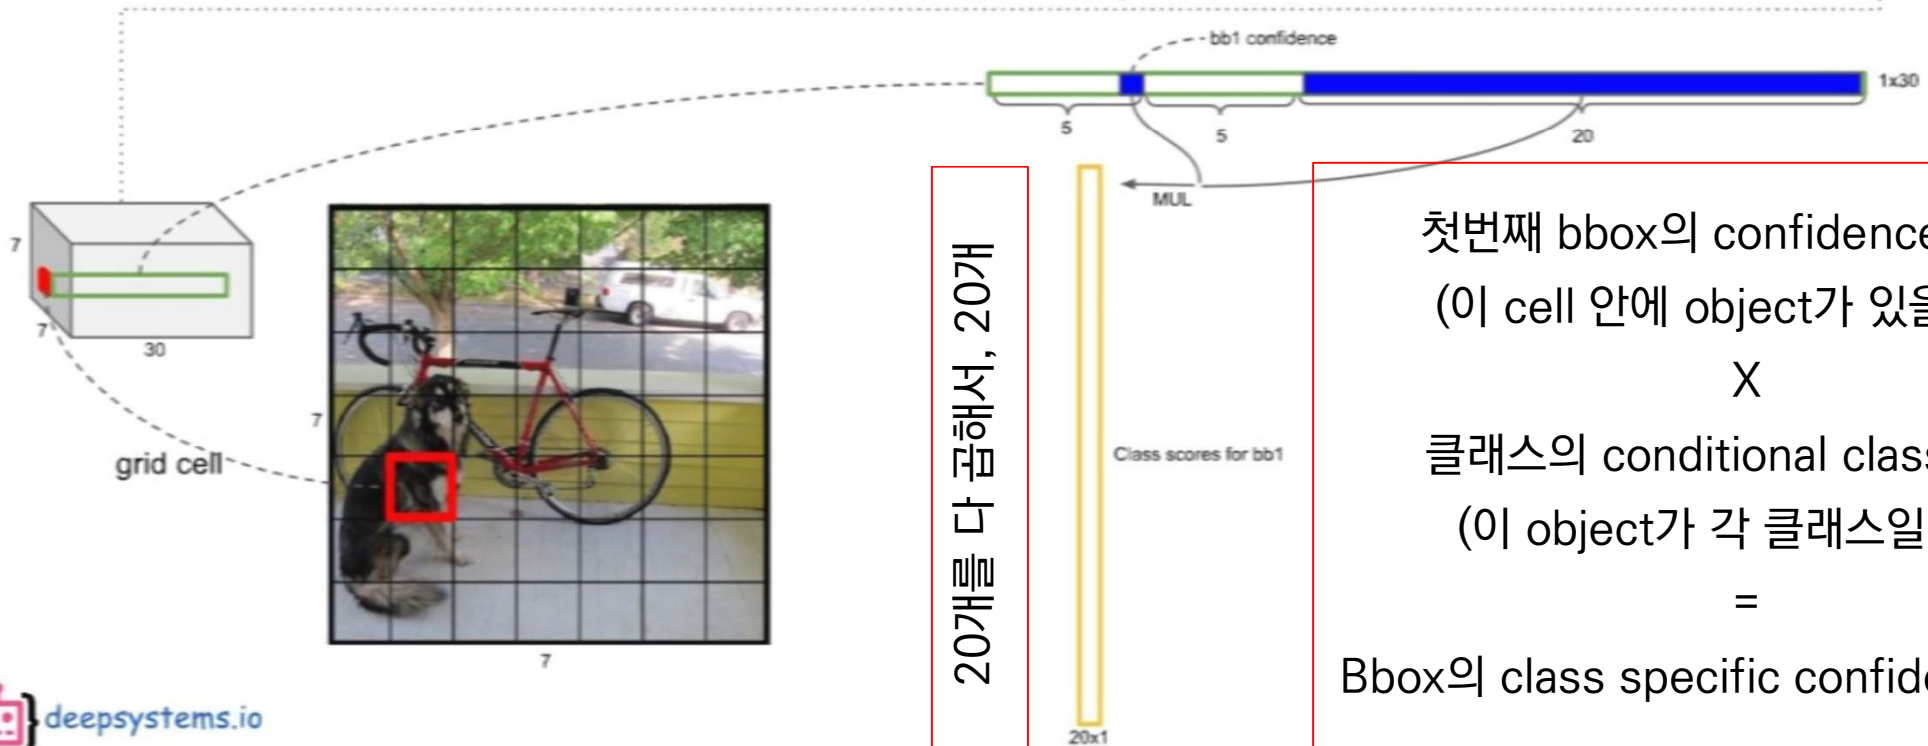 bb1 confidence
1x30
5
5
20
MUL
7
7
30
grid cell
7
7
20개를 다 곱해서, 20개
Class scores for bb1
20x1
첫번째 bbox의 confidence
(이 cell 안에 object가
X
클래스의 conditional
(이 object가 각 클래스일
=
Bbox의 class specific
deepsystems.io